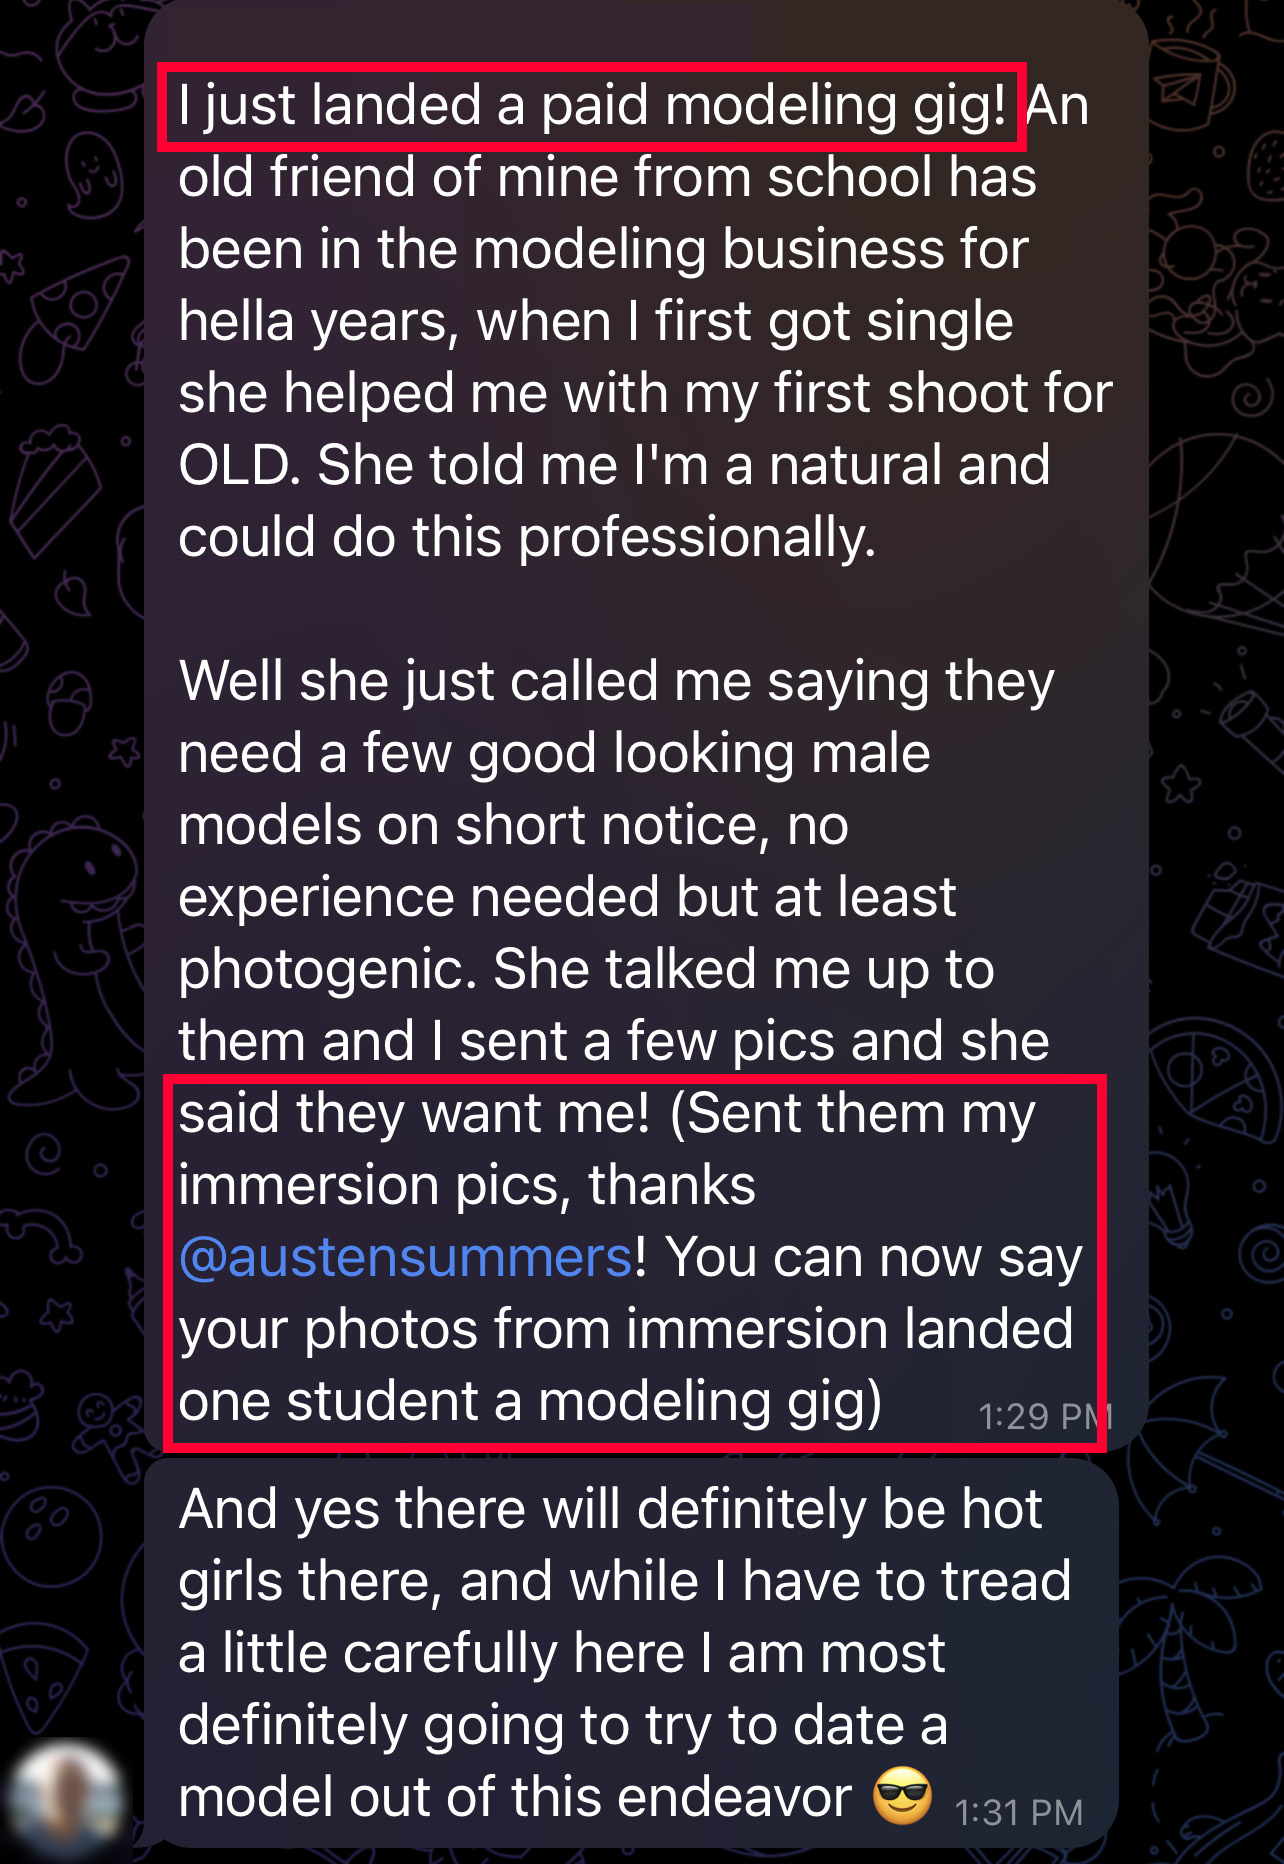 I just landed a paid modeling gig! An
old friend of mine from school has
been in the modeling business for
hella years, when I first got single
she helped me with my first shoot for
OLD. She told me I'm a natural and
could do this professionally.
Well she just called me saying they
need a few good looking male
models on short notice, no
experience needed but at least
photogenic. She talked me up to
them and I sent a few pics and she
said they want me! (Sent them my
immersion pics, thanks
@austensummers! You can now say
your photos from immersion landed
one student a modeling gig)
1:29 PM
And yes there will definitely be hot
girls there, and while I have to tread
a little carefully here I am most
definitely going to try to date a
model out of this endeavor 😎
1:31 PM